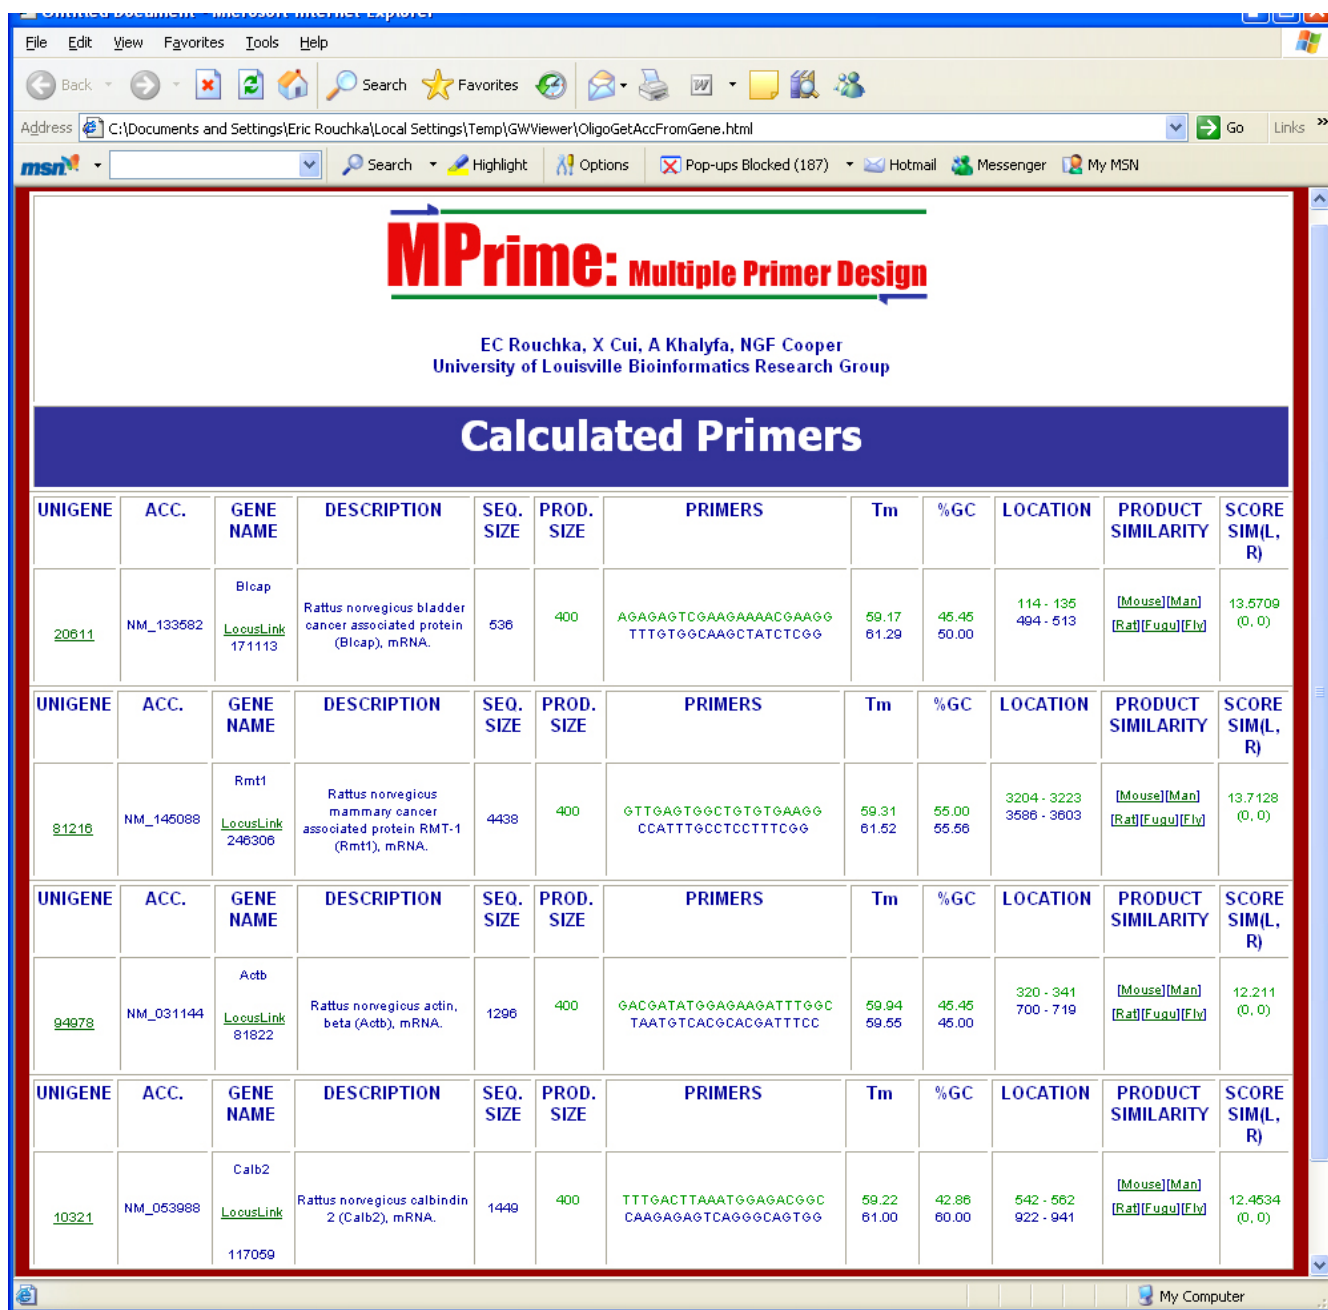 Untitled Document - Microsoft Internet Explorer
File Edit View Favorites Tools Help
Back Search Favorites
Address C:\Documents and Settings\Eric Rouchka\Local Settings\Temp\GWViewer\OligoGetAccFromGene.html Go Links »
msn Search Highlight Options Pop-ups Blocked (187) Hotmail Messenger My MSN
MPrime: Multiple Primer Design
EC Rouchka, X Cui, A Khalyfa, NGF Cooper
University of Louisville Bioinformatics Research Group
Calculated Primers
UNIGENE ACC. GENE DESCRIPTION SEQ. PROD. PRIMERS Tm %GC LOCATION PRODUCT SCORE
NAME SIZE SIZE SIMILARITY SIM(L,
R)
Blcap
Rattus norvegicus bladder 400 AGAGAGTCGAAGAAAACGAAGG 59.17 45.45 114 - 135 [Mouse][Man] 13.5709
20611 NM_133582 LocusLink cancer associated protein 536 TTTGTGGCAAGCTATCTCGG 61.29 50.00 494 - 513 [Rat][Fugu][Fly] (0, 0)
171113 (Blcap), mRNA.
UNIGENE ACC. GENE DESCRIPTION SEQ. PROD. PRIMERS Tm %GC LOCATION PRODUCT SCORE
NAME SIZE SIZE SIMILARITY SIM(L,
R)
Rmt1
Rattus norvegicus
mammary cancer 400 GTTGAGTGGCTGTGTGAAGG 59.31 55.00 3204 - 3223 [Mouse][Man] 13.7128
81216 NM_145088 LocusLink associated protein RMT-1 4438 CCATTTGCCTCCTTTCGG 61.52 55.56 3586 - 3603 [Rat][Fugu][Fly] (0, 0)
246306 (Rmt1), mRNA.
UNIGENE ACC. GENE DESCRIPTION SEQ. PROD. PRIMERS Tm %GC LOCATION PRODUCT SCORE
NAME SIZE SIZE SIMILARITY SIM(L,
R)
Actb
Rattus norvegicus actin, 400 GACGATATGGAGAAGATTTGGC 59.94 45.45 320 - 341 [Mouse][Man] 12.211
94978 NM_031144 LocusLink beta (Actb), mRNA. 1296 TAATGTCACGCACGATTTCC 59.55 45.00 700 - 719 [Rat][Fugu][Fly] (0, 0)
81822
UNIGENE ACC. GENE DESCRIPTION SEQ. PROD. PRIMERS Tm %GC LOCATION PRODUCT SCORE
NAME SIZE SIZE SIMILARITY SIM(L,
R)
Calb2
Rattus norvegicus calbindin 400 TTTGACTTAAATGGAGACGGC 59.22 42.86 542 - 562 [Mouse][Man] 12.4534
10321 NM_053988 LocusLink 2 (Calb2), mRNA. 1449 CAAGAGAGTCAGGGCAGTGG 61.00 60.00 922 - 941 [Rat][Fugu][Fly] (0, 0)
117059
My Computer